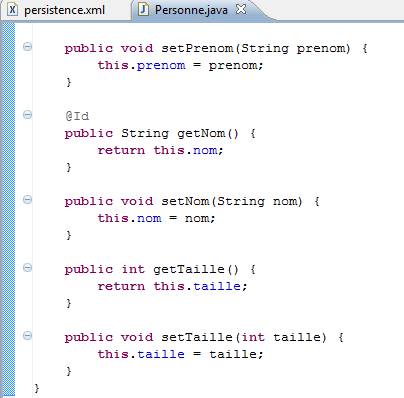 persistence.xml Personne.java
public void setPrenom(String prenom) {
this.prenom = prenom;
}
@Id
public String getNom() {
return this.nom;
}
public void setNom(String nom) {
this.nom = nom;
}
public int getTaille() {
return this.taille;
}
public void setTaille(int taille) {
this.taille = taille;
}
}